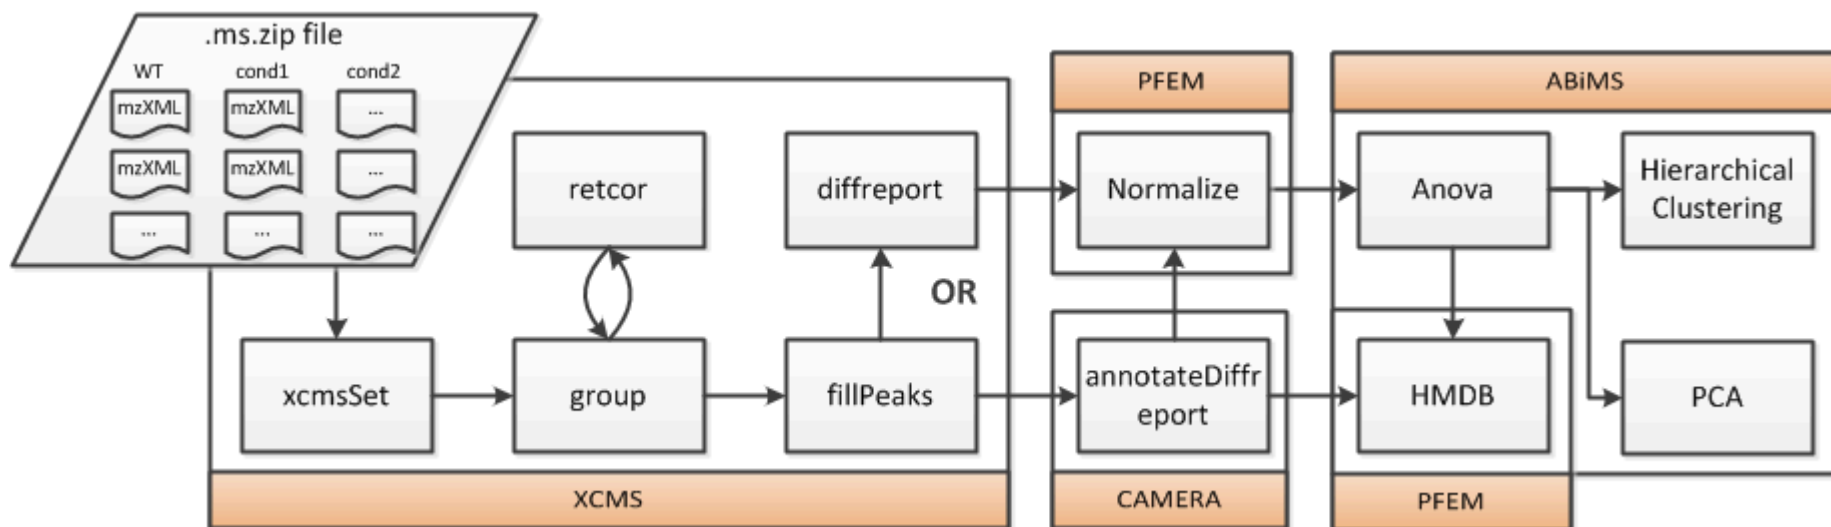 .ms.zip file
WT
cond1
cond2
mzXML
mzXML
...
mzXML
mzXML
...
...
...
...
PFEM
ABiMS
retcor
diffreport
Normalize
Anova
Hierarchical
Clustering
OR
xcmsSet
group
fillPeaks
annotateDiffr
eport
HMDB
PCA
XCMS
CAMERA
PFEM